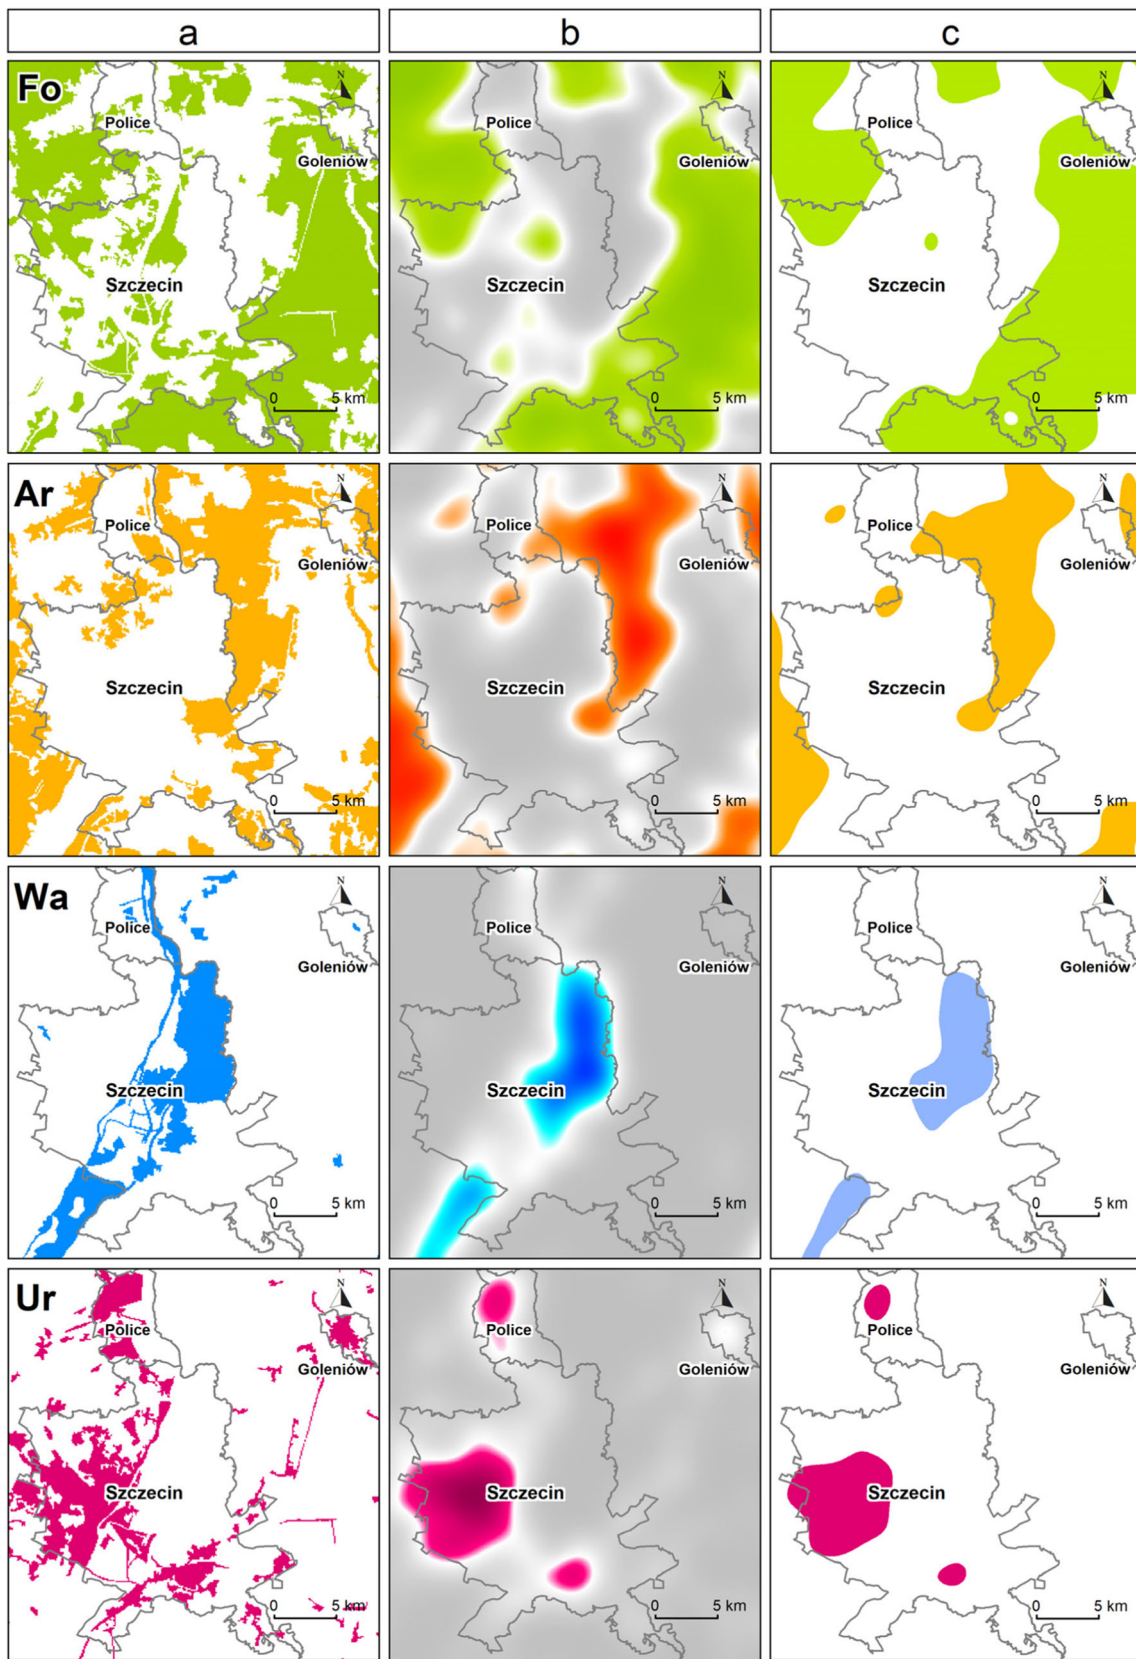 a b c
Fo N N N
Police Police Police
Goleniów Goleniów Goleniów
Szczecin Szczecin Szczecin
0 5 km 0 5 km 0 5 km
Ar N N N
Police Police Police
Goleniów Goleniów Goleniów
Szczecin Szczecin Szczecin
0 5 km 0 5 km 0 5 km
Wa N N N
Police Police Police
Goleniów Goleniów Goleniów
Szczecin Szczecin Szczecin
0 5 km 0 5 km 0 5 km
Ur N N N
Police Police Police
Goleniów Goleniów Goleniów
Szczecin Szczecin Szczecin
0 5 km 0 5 km 0 5 km